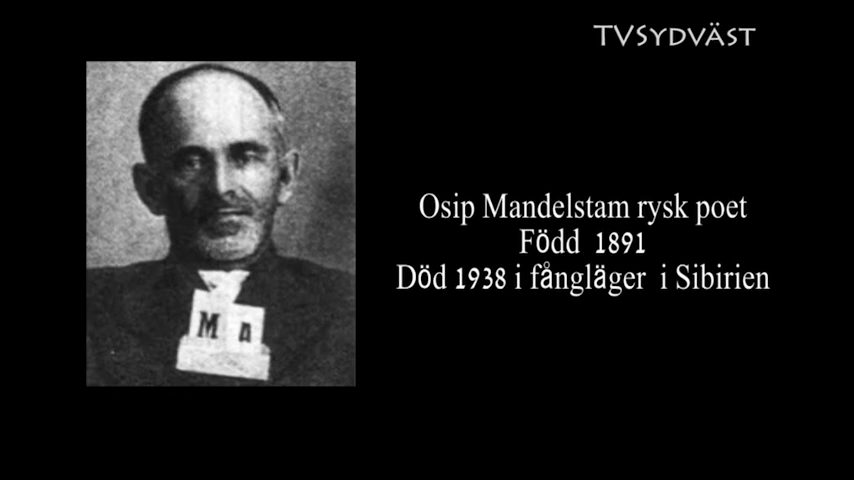 TVSYDVÄST
Osip Mandelstam rysk poet
Född 1891
Död 1938 i fångläger i Sibirien
M A